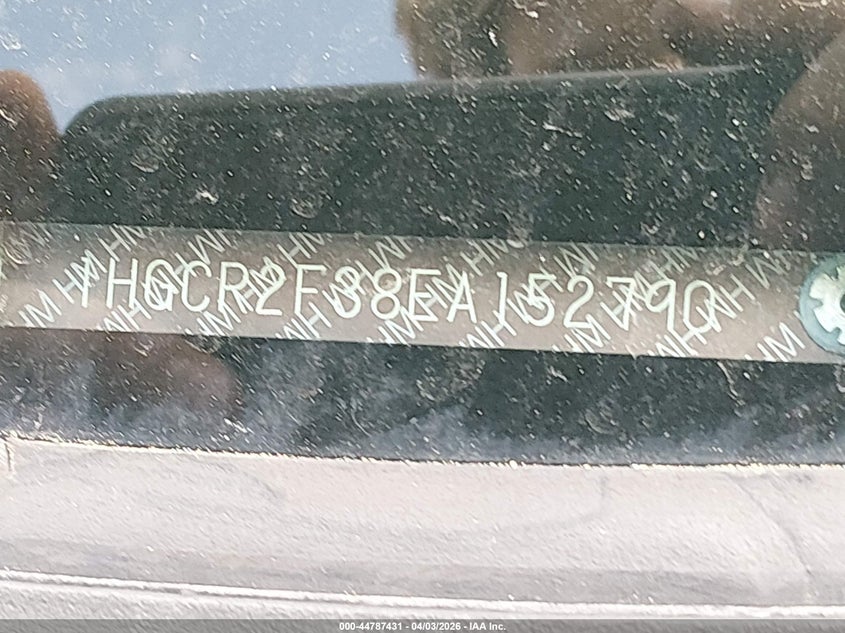 1HGCR2F38EA152790
000-44787431 - 04/03/2026 - IAA Inc.